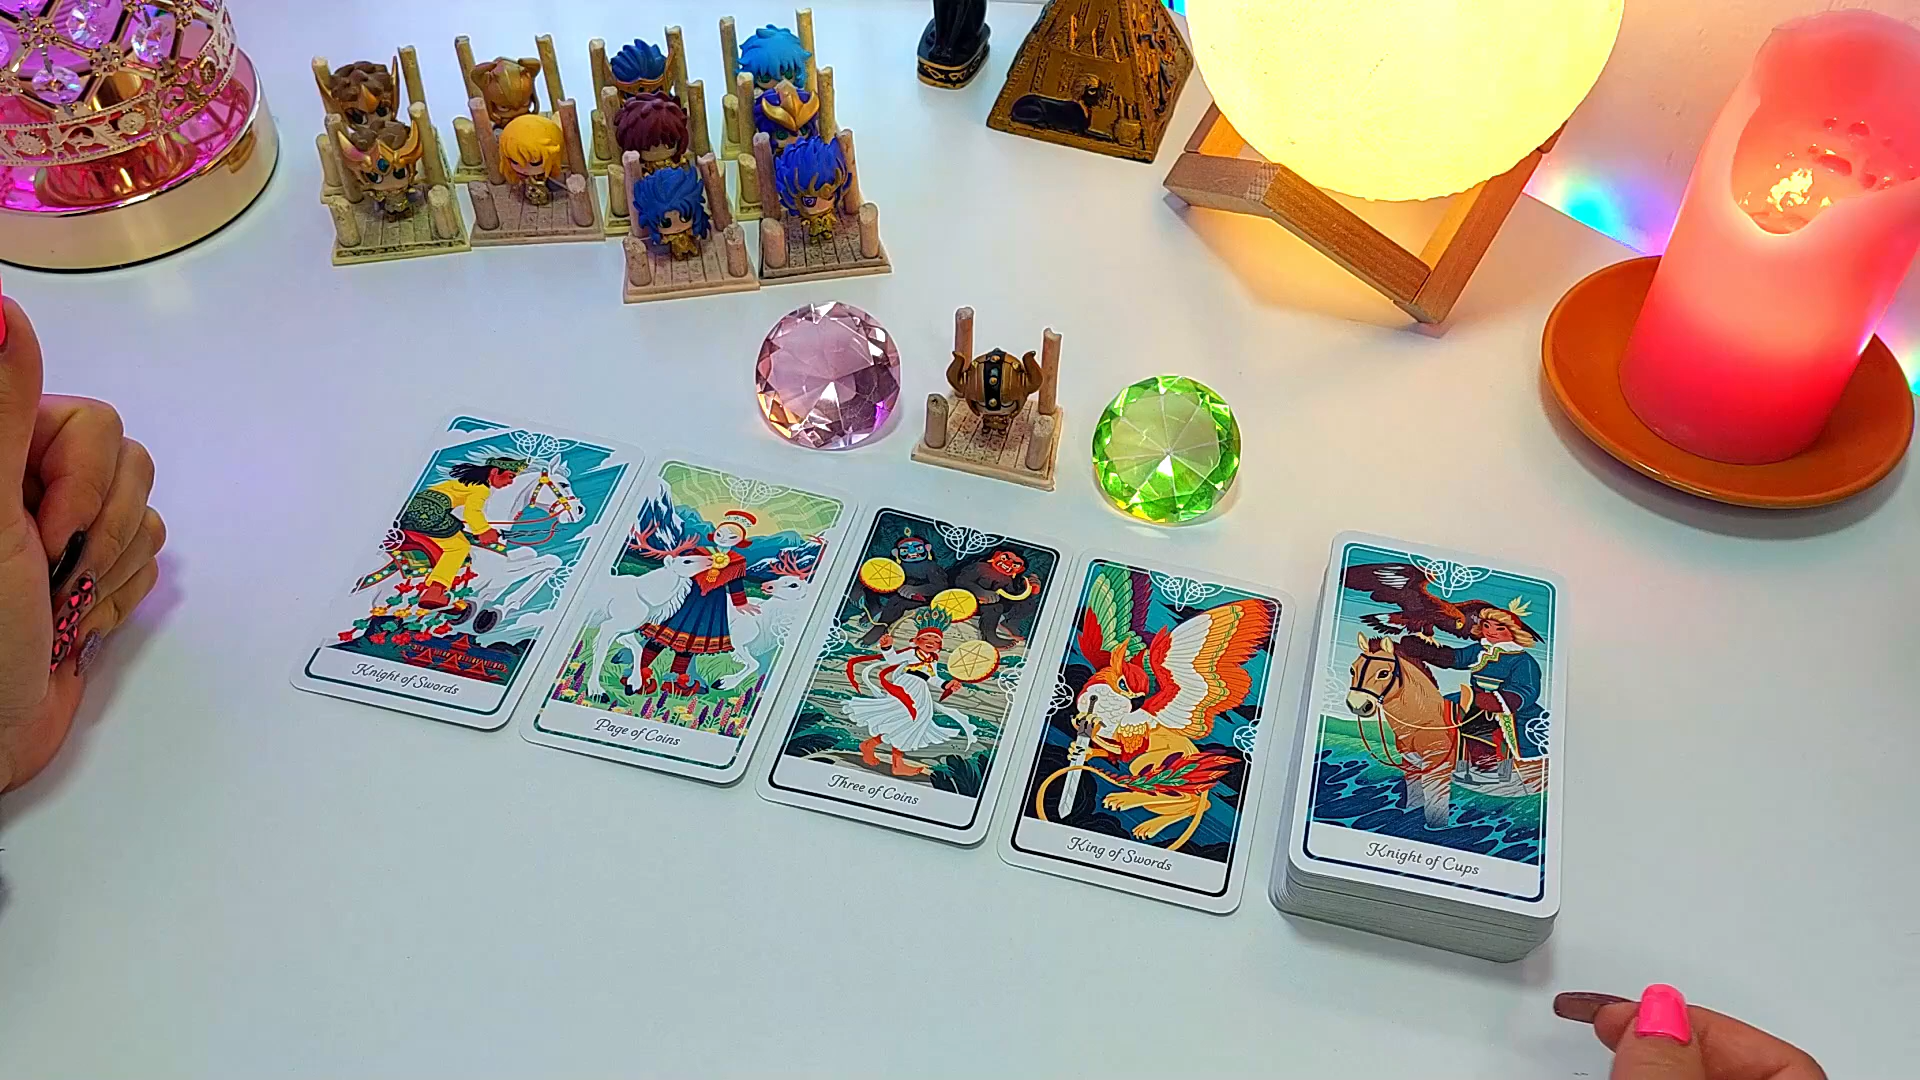 Knight of Swords
Page of Coins
Three of Coins
King of Swords
Knight of Cups